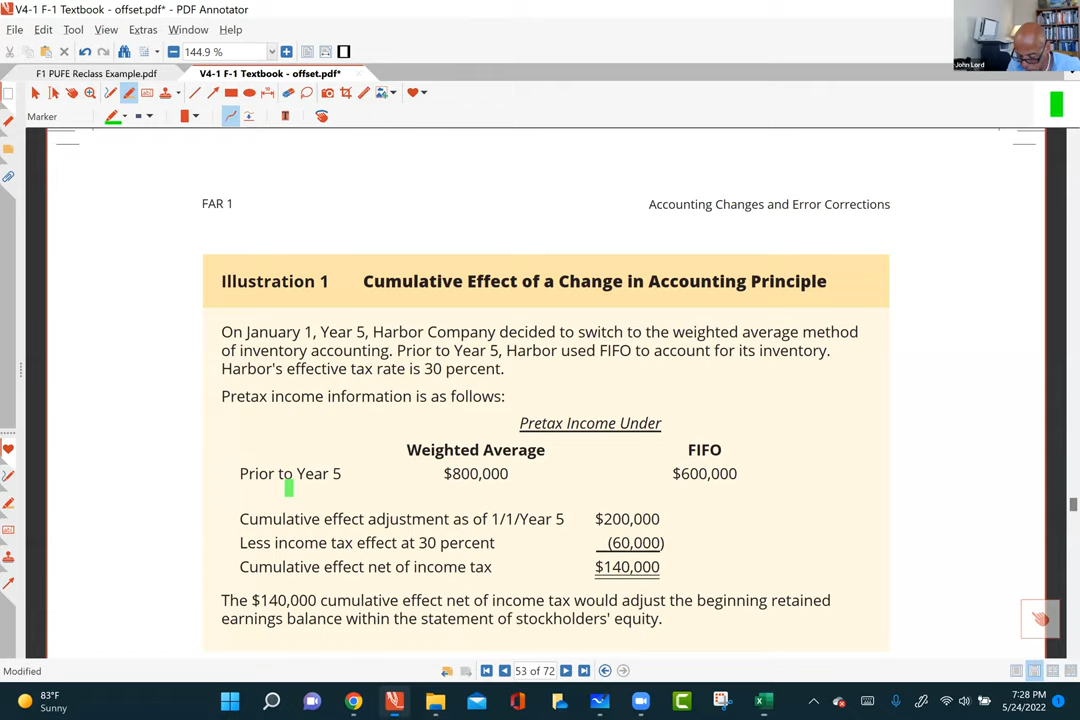 V4-1 F-1 Textbook - offset.pdf* - PDF Annotator
File Edit Tool Extras View Window Help
144.9 %
F1 PUFE Reclass Example.pdf V4-1 F-1 Textbook - offset.pdf*
Marker
John Lord
FAR 1 Accounting Changes and Error Corrections
Illustration 1 Cumulative Effect of a Change in Accounting Principle
On January 1, Year 5, Harbor Company decided to switch to the weighted average method
of inventory accounting. Prior to Year 5, Harbor used FIFO to account for its inventory.
Harbor's effective tax rate is 30 percent.
Pretax income information is as follows:
Pretax Income Under
Weighted Average FIFO
Prior to Year 5 $800,000 $600,000
Cumulative effect adjustment as of 1/1/Year 5 $200,000
Less income tax effect at 30 percent (60,000)
Cumulative effect net of income tax $140,000
The $140,000 cumulative effect net of income tax would adjust the beginning retained
earnings balance within the statement of stockholders' equity.
Modified 53 of 72
83°F
Sunny
7:28 PM
5/24/2022